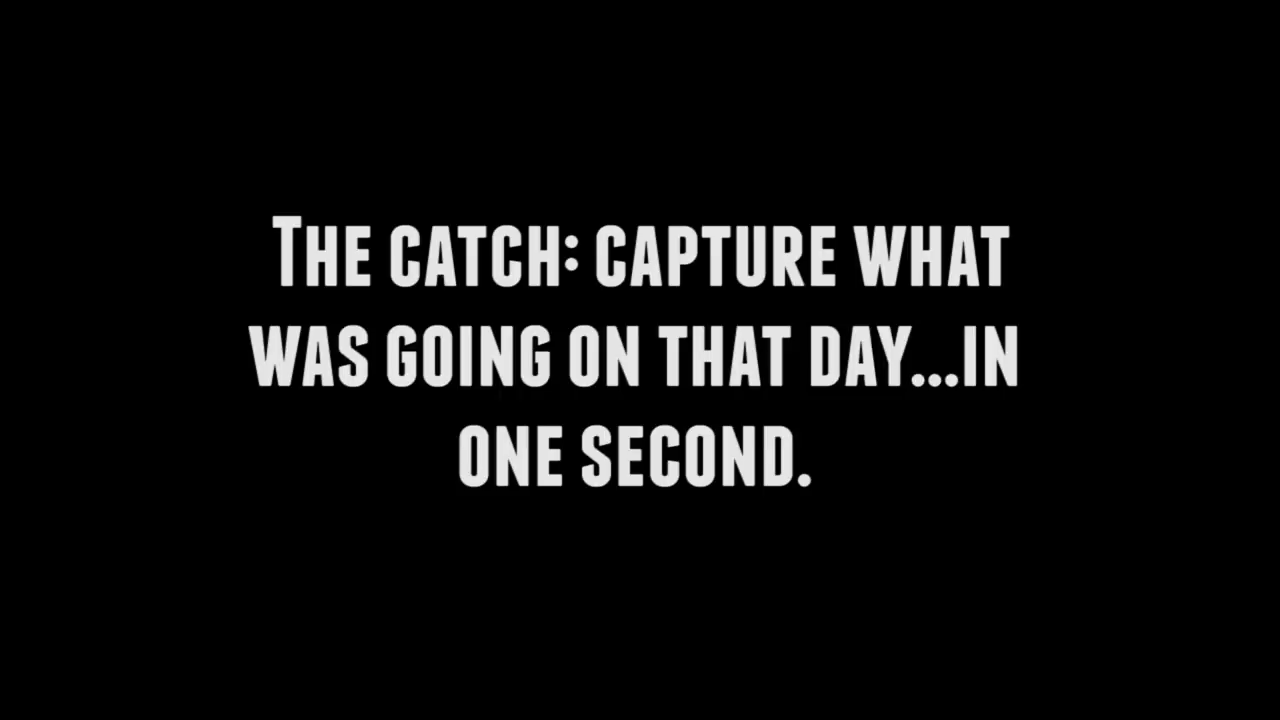 The catch: capture what
was going on that day...in
one second.